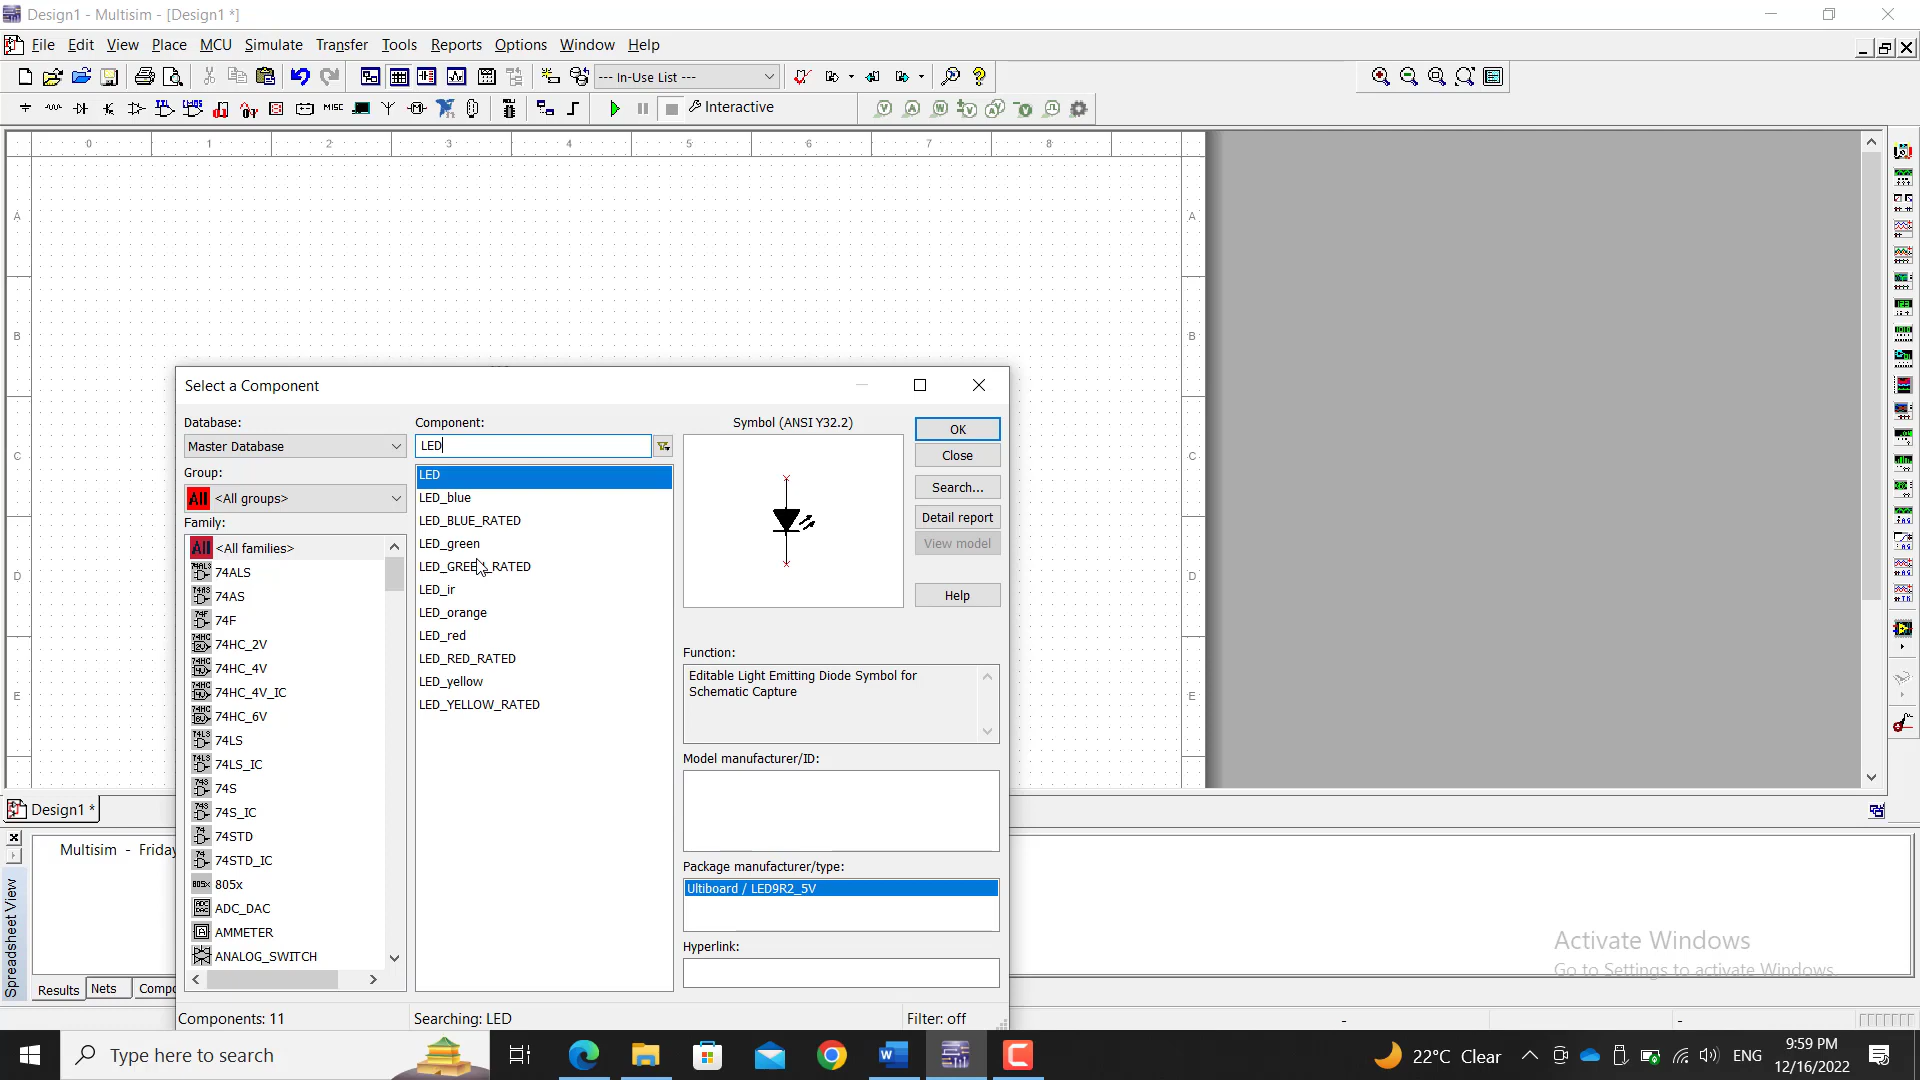 Design1 - Multisim - [Design1 *]
File Edit View Place MCU Simulate Transfer Tools Reports Options Window Help
--- In-Use List ---
MISC Interactive
0 1 2 3 4 5 6 7 8
A A
B B
C C
D D
E E
Select a Component
Database:
Master Database
Group:
All <All groups>
Family:
All <All families>
74ALS
74AS
74F
74HC_2V
74HC_4V
74HC_4V_IC
74HC_6V
74LS
74LS_IC
74S
74S_IC
74STD
74STD_IC
805x
ADC_DAC
AMMETER
ANALOG_SWITCH
Component:
LED
LED
LED_blue
LED_BLUE_RATED
LED_green
LED_GREEN_RATED
LED_ir
LED_orange
LED_red
LED_RED_RATED
LED_yellow
LED_YELLOW_RATED
Symbol (ANSI Y32.2)
OK
Close
Search...
Detail report
View model
Help
Function:
Editable Light Emitting Diode Symbol for
Schematic Capture
Model manufacturer/ID:
Package manufacturer/type:
Ultiboard / LED9R2_5V
Hyperlink:
Components: 11 Searching: LED Filter: off
Design1 *
Multisim - Friday
Spreadsheet View
Results Nets Compo
Activate Windows
Go to Settings to activate Windows.
Type here to search
22°C Clear
ENG
9:59 PM
12/16/2022